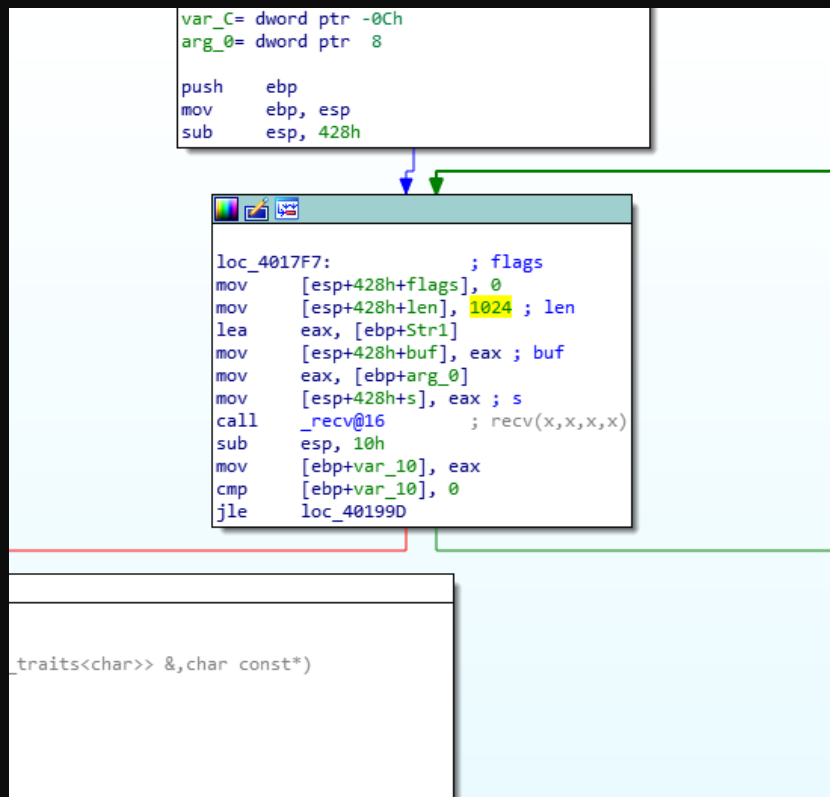 var_C= dword ptr -0Ch
arg_0= dword ptr  8
push    ebp
mov     ebp, esp
sub     esp, 428h
loc_4017F7:             ; flags
mov     [esp+428h+flags], 0
mov     [esp+428h+len], 1024 ; len
lea     eax, [ebp+Str1]
mov     [esp+428h+buf], eax ; buf
mov     eax, [ebp+arg_0]
mov     [esp+428h+s], eax ; s
call    _recv@16        ; recv(x,x,x,x)
sub     esp, 10h
mov     [ebp+var_10], eax
cmp     [ebp+var_10], 0
jle     loc_40199D
_traits<char>> &,char const*)